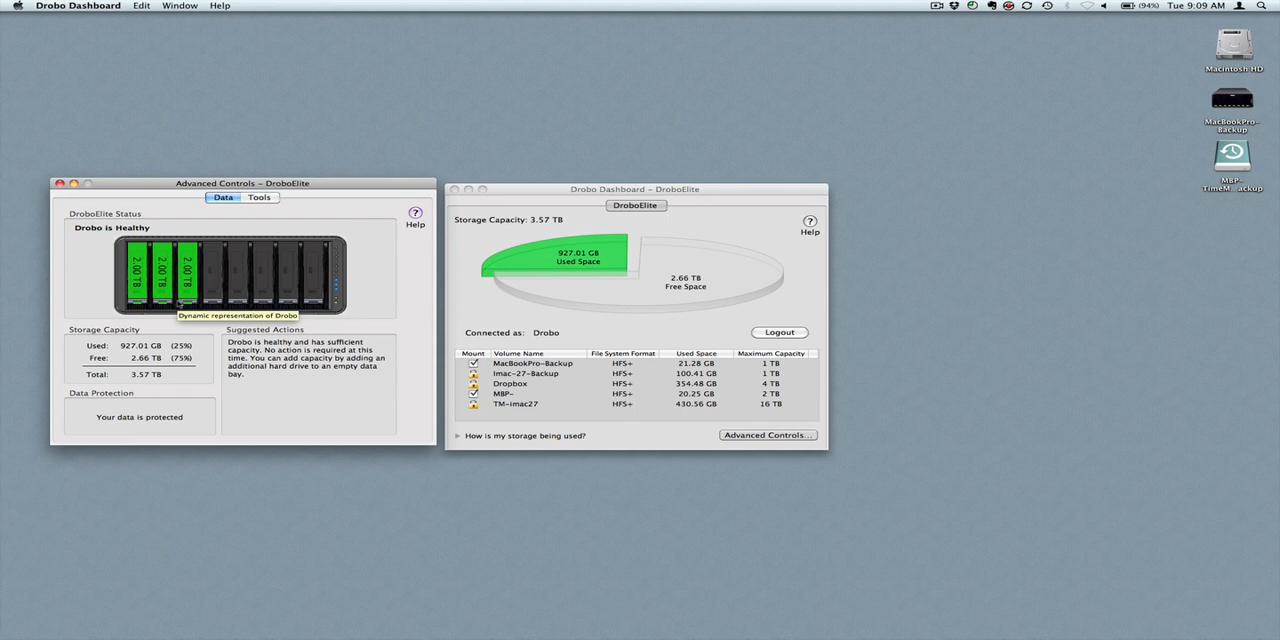 Drobo Dashboard Edit Window Help
(94%) Tue 9:09 AM
Macintosh HD
MacBookPro-
Backup
MBP-
TimeM...ackup
Advanced Controls – DroboElite
Data Tools
Help
DroboElite Status
Drobo is Healthy
2.00 TB
2.00 TB
2.00 TB
Dynamic representation of Drobo
Storage Capacity
Used: 927.01 GB (25%)
Free: 2.66 TB (75%)
Total: 3.57 TB
Data Protection
Your data is protected
Suggested Actions
Drobo is healthy and has sufficient
capacity. No action is required at this
time. You can add capacity by adding an
additional hard drive to an empty data
bay.
Drobo Dashboard – DroboElite
DroboElite
Storage Capacity: 3.57 TB
?
Help
927.01 GB
Used Space
2.66 TB
Free Space
Connected as: Drobo
Logout
Mount Volume Name File System Format Used Space Maximum Capacity
MacBookPro-Backup HFS+ 21.28 GB 1 TB
Imac-27-Backup HFS+ 100.41 GB 1 TB
Dropbox HFS+ 354.48 GB 4 TB
MBP- HFS+ 20.25 GB 2 TB
TM-imac27 HFS+ 430.56 GB 16 TB
How is my storage being used?
Advanced Controls...